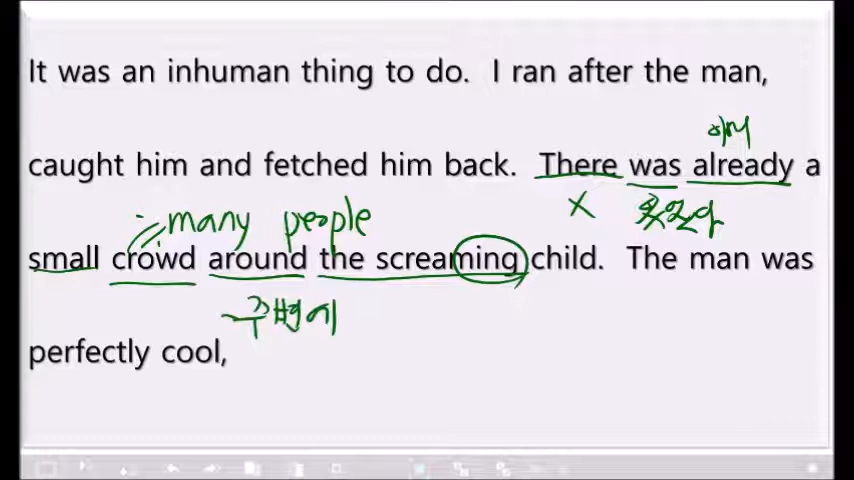 It was an inhuman thing to do. I ran after the man,
이미
caught him and fetched him back. There was already a
X 있었다
many people
small crowd around the screaming child. The man was
주변에
perfectly cool,